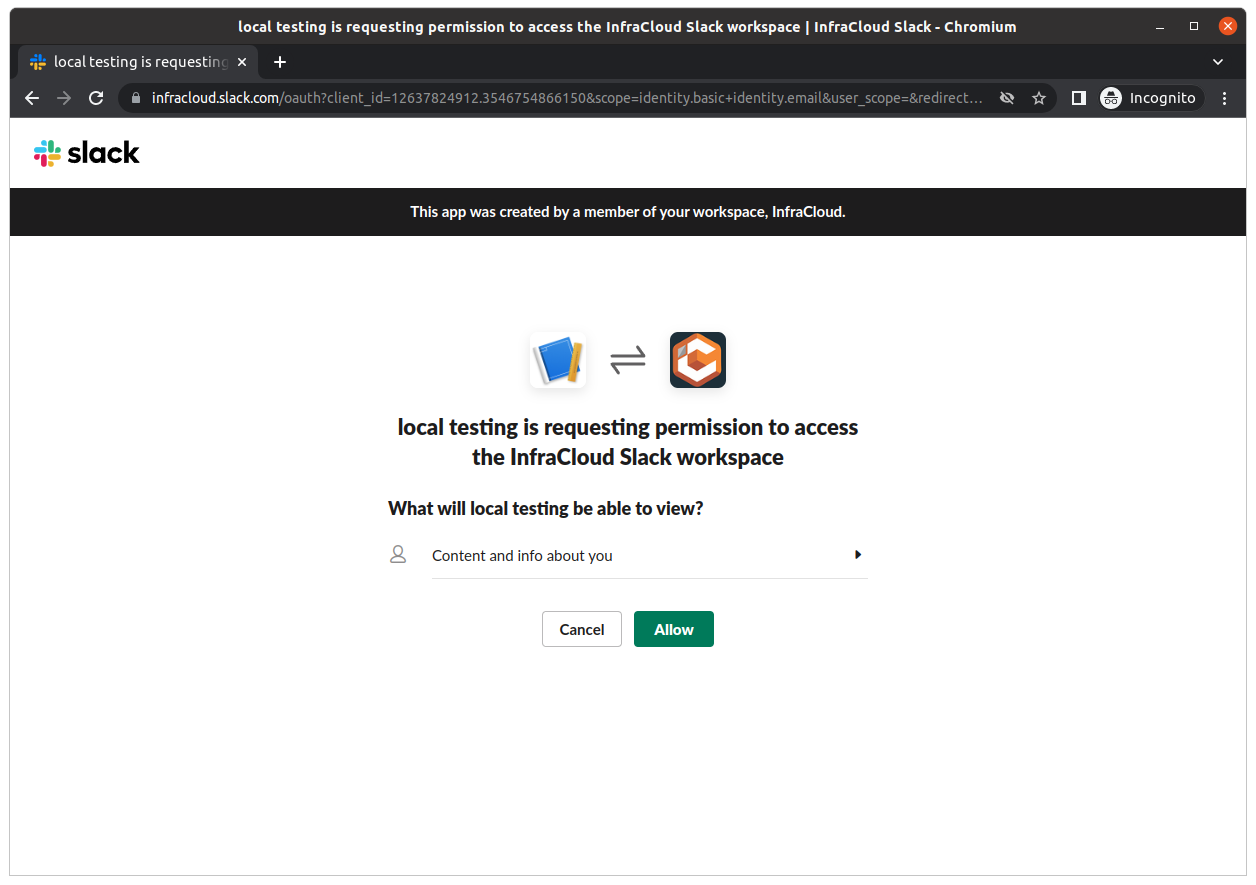 local testing is requesting permission to access the InfraCloud Slack workspace | InfraCloud Slack - Chromium
local testing is requesting
infracloud.slack.com/oauth?client_id=12637824912.3546754866150&scope=identity.basic+identity.email&user_scope=&redirect...
Incognito
slack
This app was created by a member of your workspace, InfraCloud.
local testing is requesting permission to access
the InfraCloud Slack workspace
What will local testing be able to view?
Content and info about you
Cancel
Allow